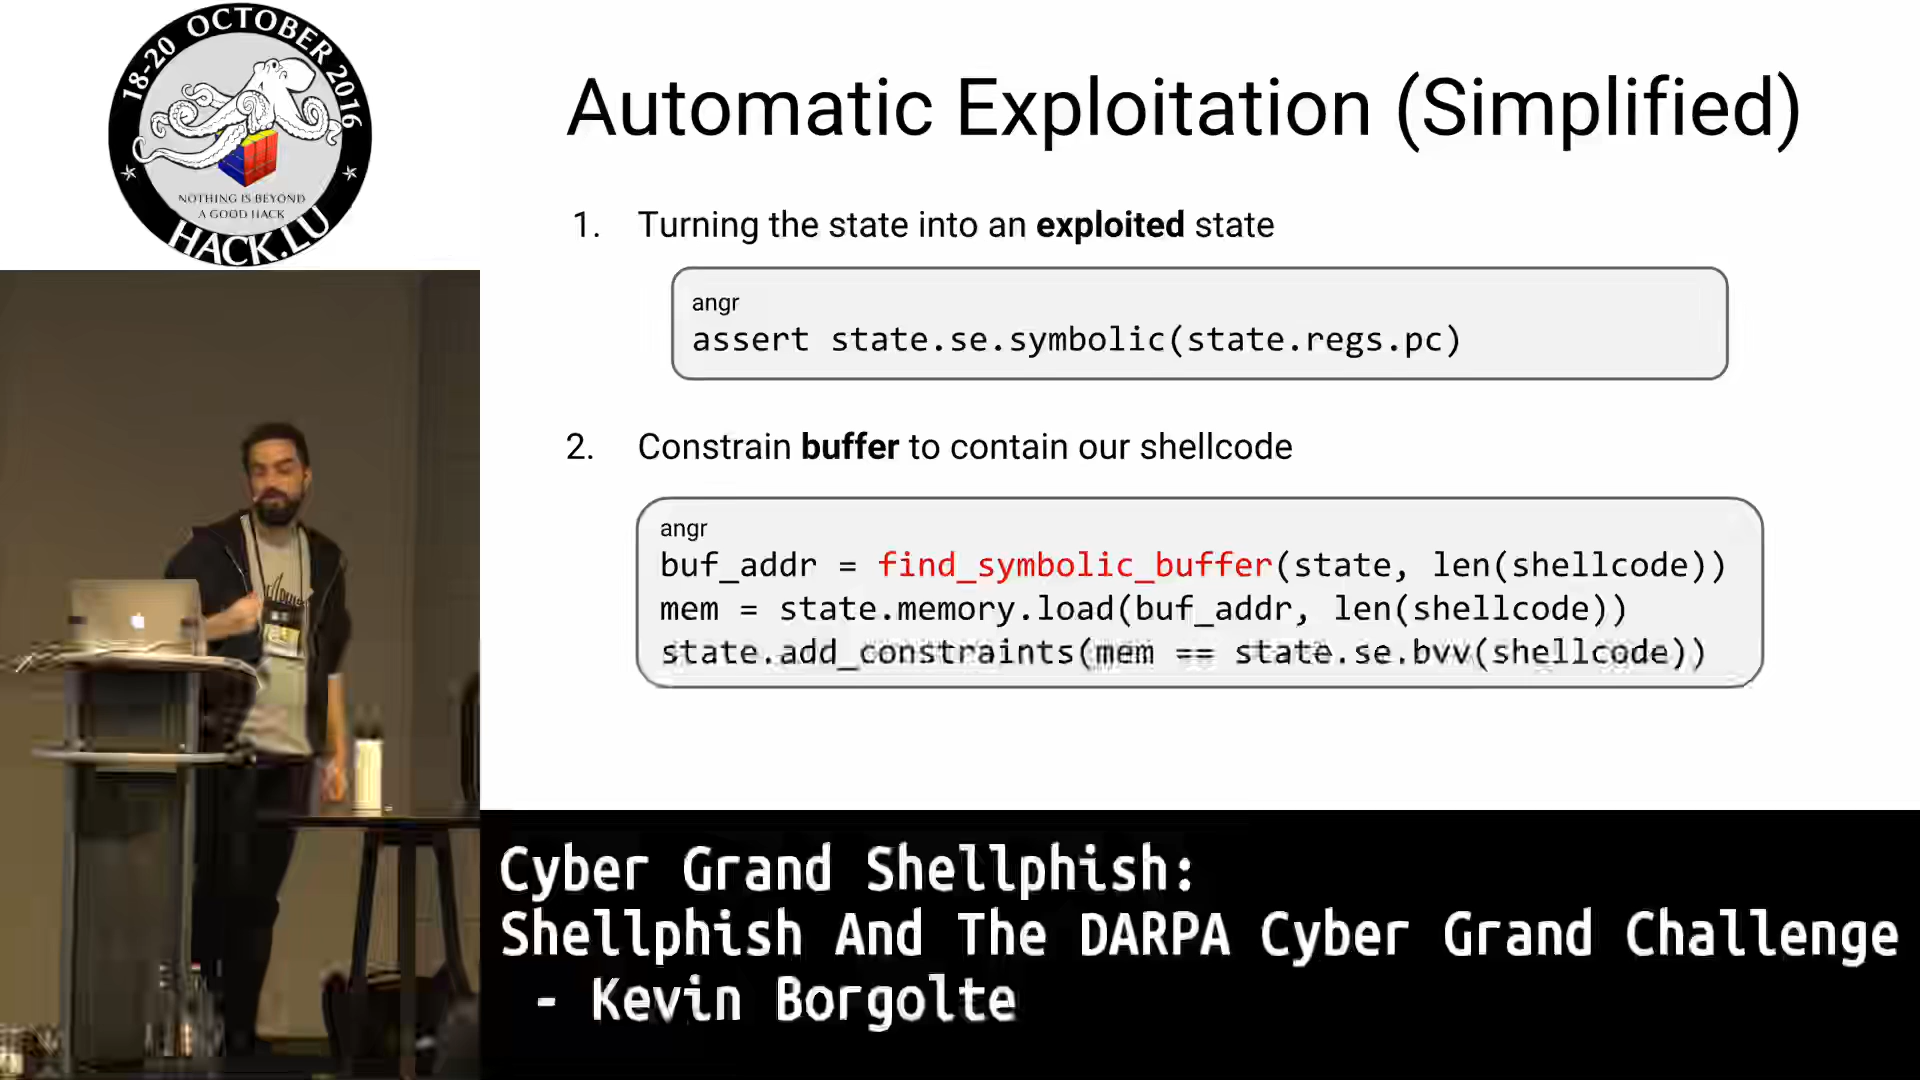 18-20 OCTOBER 2016
NOTHING IS BEYOND
A GOOD HACK
HACK.LU
Automatic Exploitation (Simplified)
1. Turning the state into an exploited state
angr
assert state.se.symbolic(state.regs.pc)
2. Constrain buffer to contain our shellcode
angr
buf_addr = find_symbolic_buffer(state, len(shellcode))
mem = state.memory.load(buf_addr, len(shellcode))
state.add_constraints(mem == state.se.bvv(shellcode))
Cyber Grand Shellphish:
Shellphish And The DARPA Cyber Grand Challenge
- Kevin Borgolte